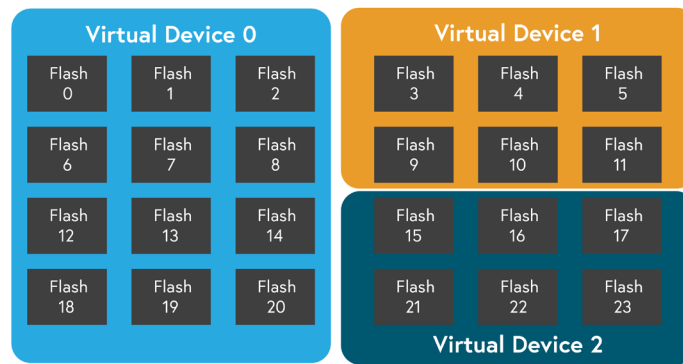 Virtual Device 0
Flash
0
Flash
1
Flash
2
Flash
6
Flash
7
Flash
8
Flash
12
Flash
13
Flash
14
Flash
18
Flash
19
Flash
20
Virtual Device 1
Flash
3
Flash
4
Flash
5
Flash
9
Flash
10
Flash
11
Flash
15
Flash
16
Flash
17
Flash
21
Flash
22
Flash
23
Virtual Device 2